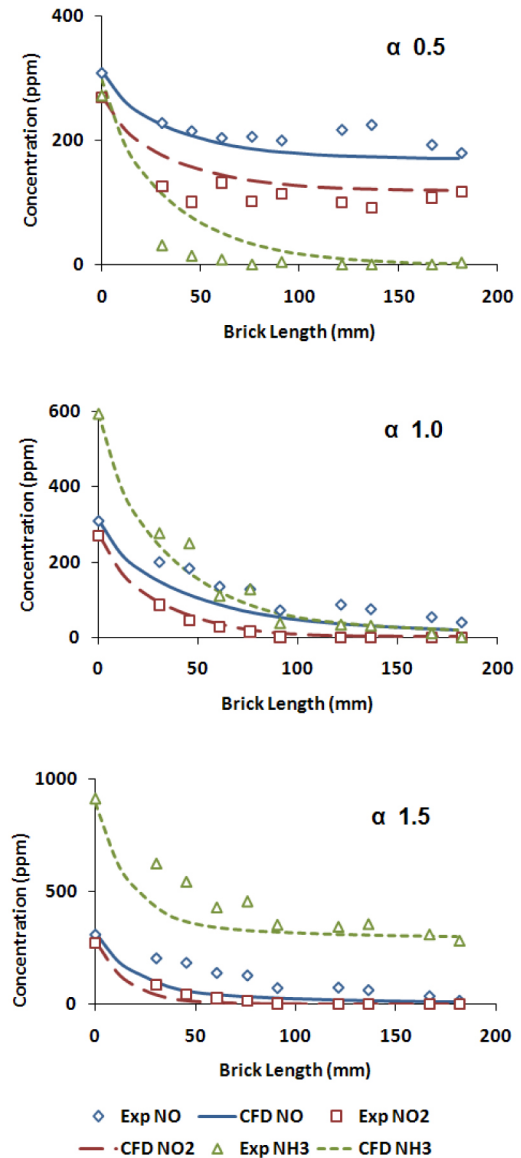 α 0.5
Concentration (ppm)
400
200
0
0 50 100 150 200
Brick Length (mm)
α 1.0
Concentration (ppm)
600
400
200
0
0 50 100 150 200
Brick Length (mm)
α 1.5
Concentration (ppm)
1000
500
0
0 50 100 150 200
Brick Length (mm)
Exp NO CFD NO Exp NO2
CFD NO2 Exp NH3 CFD NH3